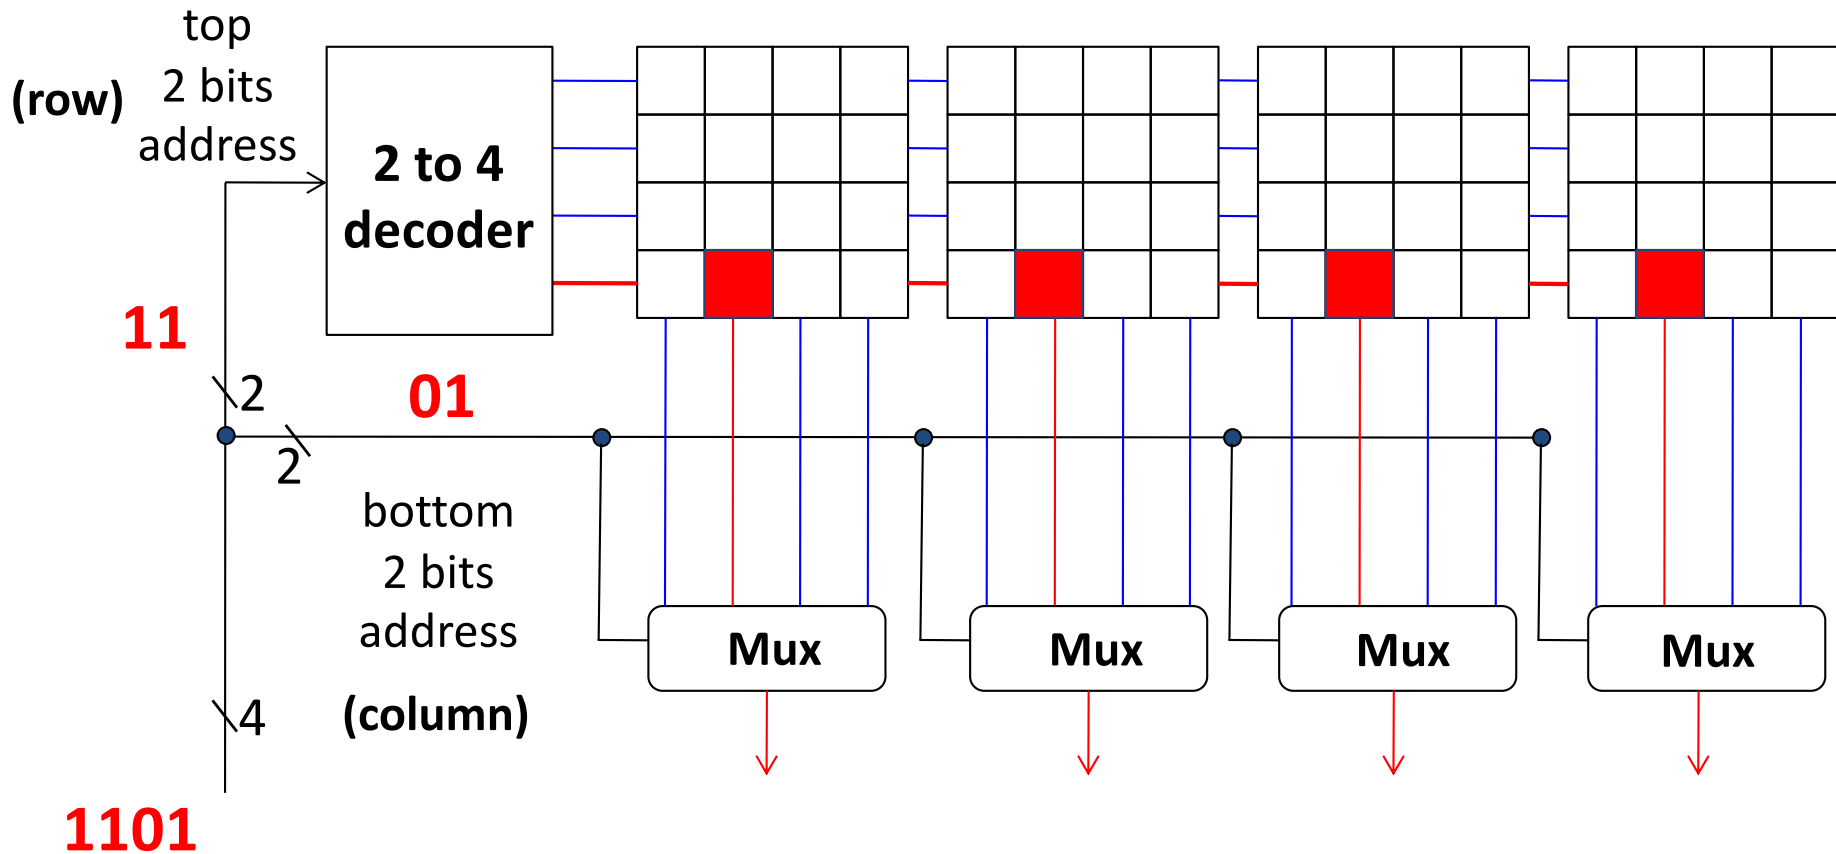 top
(row) 2 bits
address
2 to 4
decoder
11
2
01
2
bottom
2 bits
address
(column)
4
1101
Mux
Mux
Mux
Mux